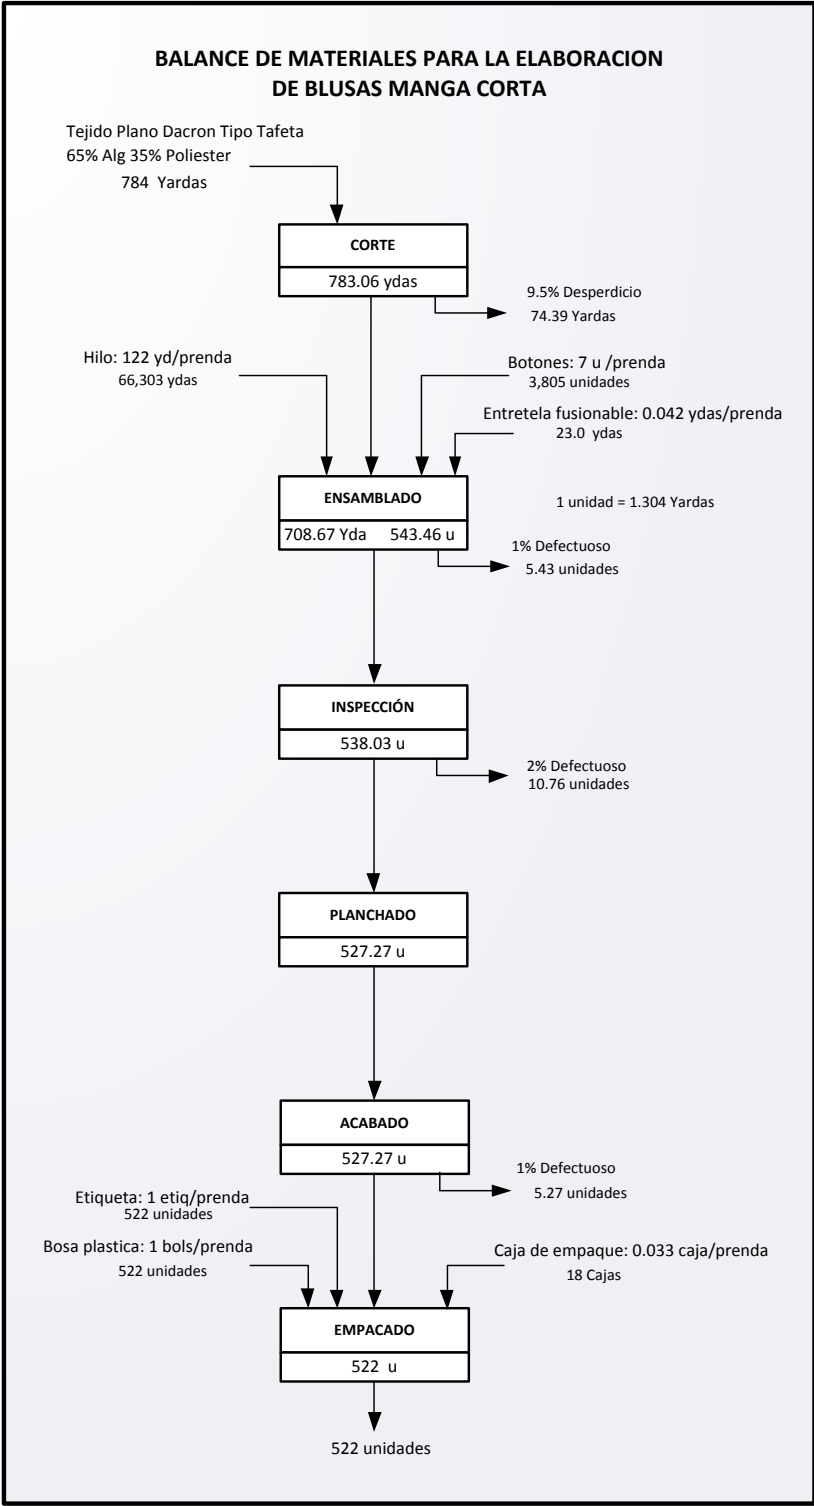 BALANCE DE MATERIALES PARA LA ELABORACION
DE BLUSAS MANGA CORTA
Tejido Plano Dacron Tipo Tafeta
65% Alg 35% Poliester
784 Yardas
CORTE
783.06 ydas
9.5% Desperdicio
74.39 Yardas
Hilo: 122 yd/prenda
66,303 ydas
Botones: 7 u /prenda
3,805 unidades
Entretela fusionable: 0.042 ydas/prenda
23.0 ydas
ENSAMBLADO
708.67 Yda 543.46 u
1 unidad = 1.304 Yardas
1% Defectuoso
5.43 unidades
INSPECCIÓN
538.03 u
2% Defectuoso
10.76 unidades
PLANCHADO
527.27 u
ACABADO
527.27 u
1% Defectuoso
5.27 unidades
Etiqueta: 1 etiq/prenda
522 unidades
Bosa plastica: 1 bols/prenda
522 unidades
Caja de empaque: 0.033 caja/prenda
18 Cajas
EMPACADO
522 u
522 unidades